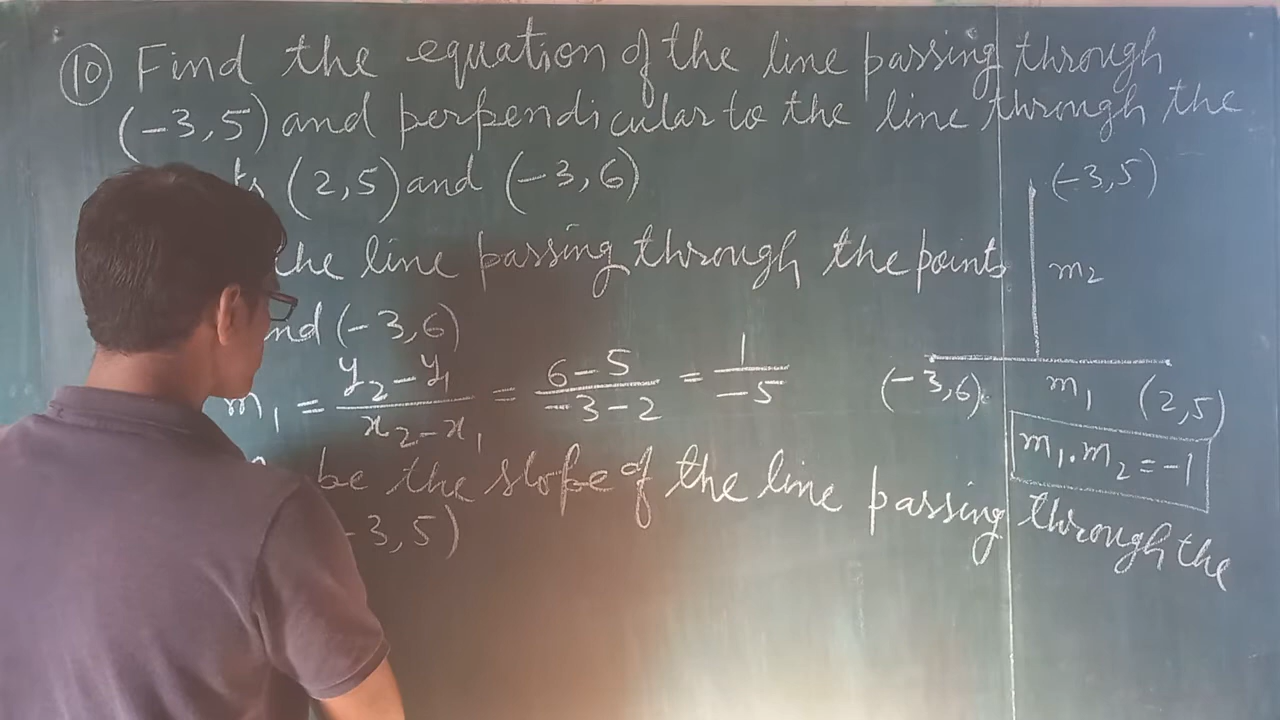 10 Find the equation of the line passing through
(-3,5) and perpendicular to the line through the
(2,5) and (-3,6)
the line passing through the points
(-3,6)
m₁ = (y₂-y₁)/(x₂-x₁) = (6-5)/(-3-2) = 1/(-5)
be the slope of the line passing through the
3,5)
(-3,5)
m₂
(-3,6) m₁ (2,5)
m₁.m₂ = -1